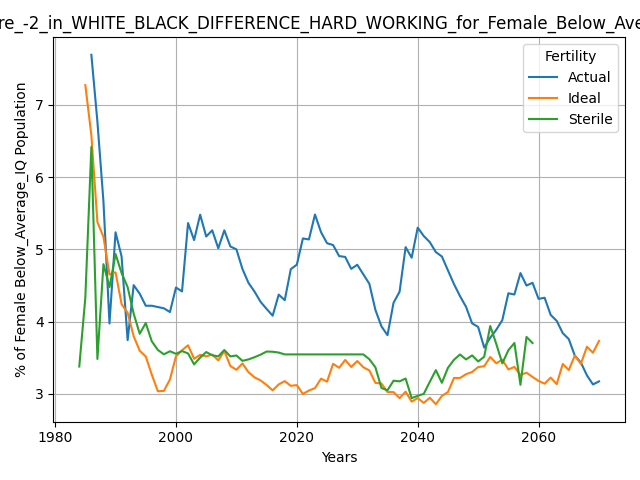 re_-2_in_WHITE_BLACK_DIFFERENCE_HARD_WORKING_for_Female_Below_Ave
Fertility
Actual
Ideal
Sterile
% of Female Below_Average_IQ Population
7
6
5
4
3
1980
2000
2020
2040
2060
Years